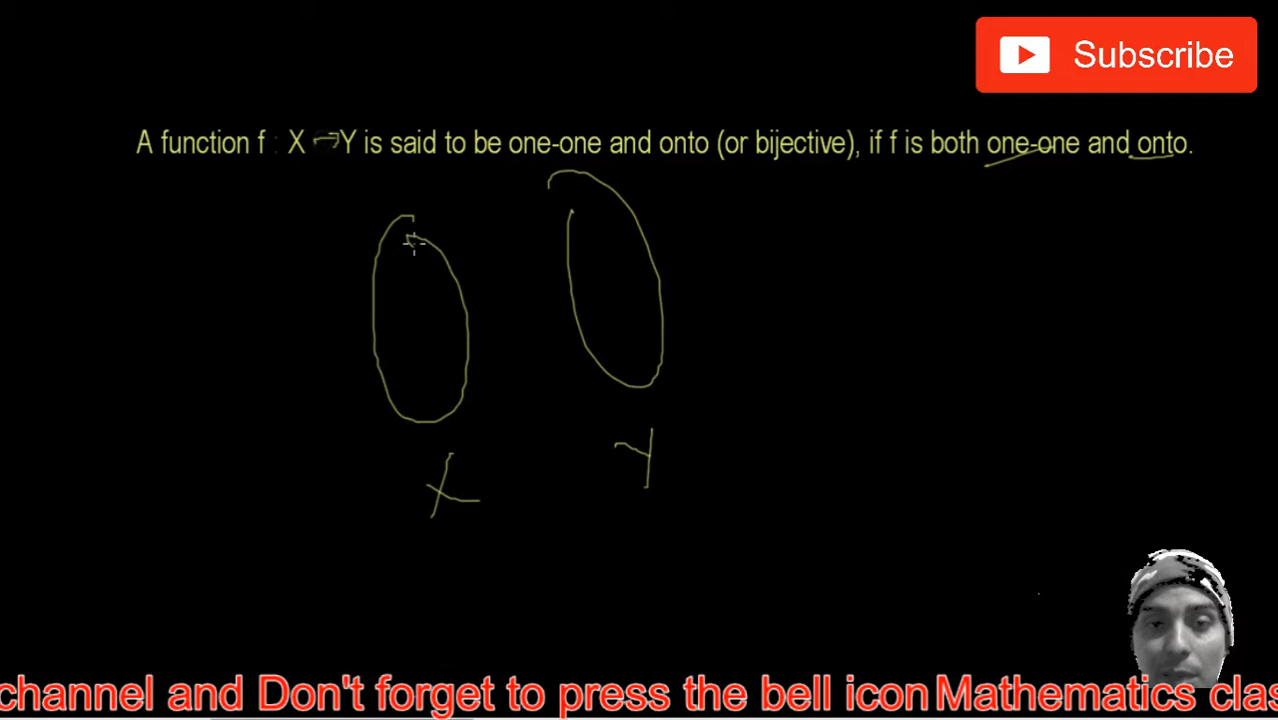 Subscribe
A function f : X → Y is said to be one-one and onto (or bijective), if f is both one-one and onto.
X
Y
channel and Don't forget to press the bell icon Mathematics clas